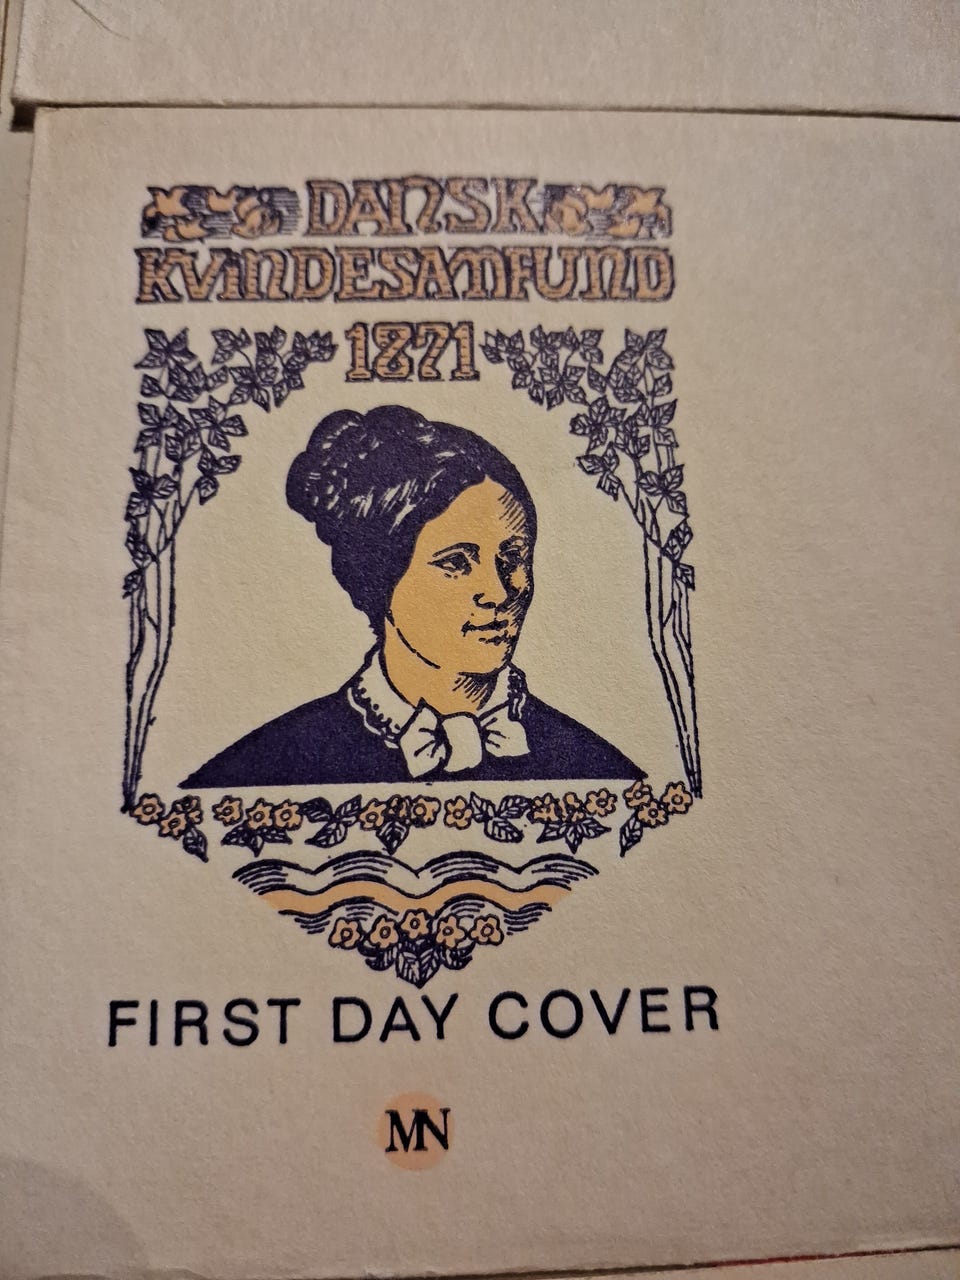 DANSK
KVINDESAMFUND
1871
FIRST DAY COVER
MN